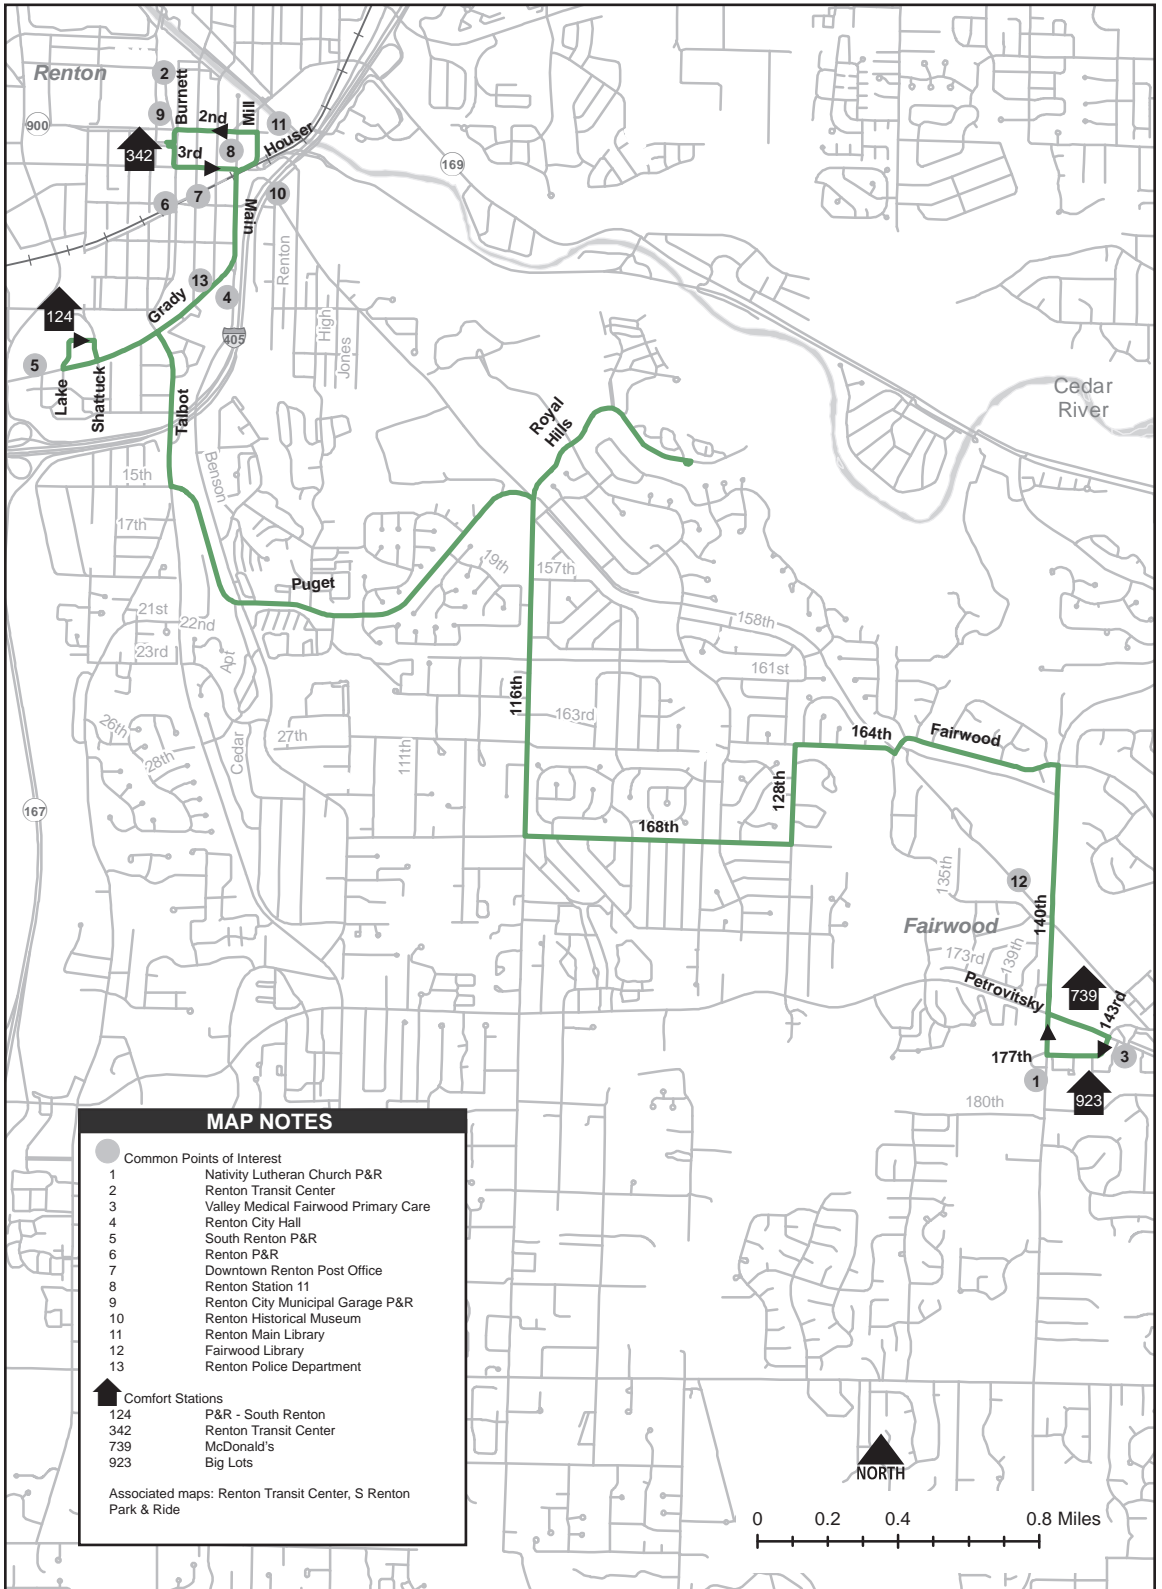 Renton
2
Burnett
9
2nd
Mill
11
900
342
3rd
8
Houser
169
6
7
10
Main
Renton
13
4
Grady
124
High
405
Jones
5
Lake
Shattuck
Talbot
Cedar
River
Royal
Hills
15th
Benson
17th
19th
157th
Puget
21st
22nd
158th
23rd
Apt
161st
116th
163rd
164th
Fairwood
26th
28th
Cedar
27th
111th
128th
167
168th
135th
12
140th
Fairwood
173rd
139th
Petrovitsky
739
143rd
177th
3
1
923
180th
MAP NOTES
Common Points of Interest
1 Nativity Lutheran Church P&R
2 Renton Transit Center
3 Valley Medical Fairwood Primary Care
4 Renton City Hall
5 South Renton P&R
6 Renton P&R
7 Downtown Renton Post Office
8 Renton Station 11
9 Renton City Municipal Garage P&R
10 Renton Historical Museum
11 Renton Main Library
12 Fairwood Library
13 Renton Police Department
Comfort Stations
124 P&R - South Renton
342 Renton Transit Center
739 McDonald's
923 Big Lots
Associated maps: Renton Transit Center, S Renton
Park & Ride
NORTH
0 0.2 0.4 0.8 Miles